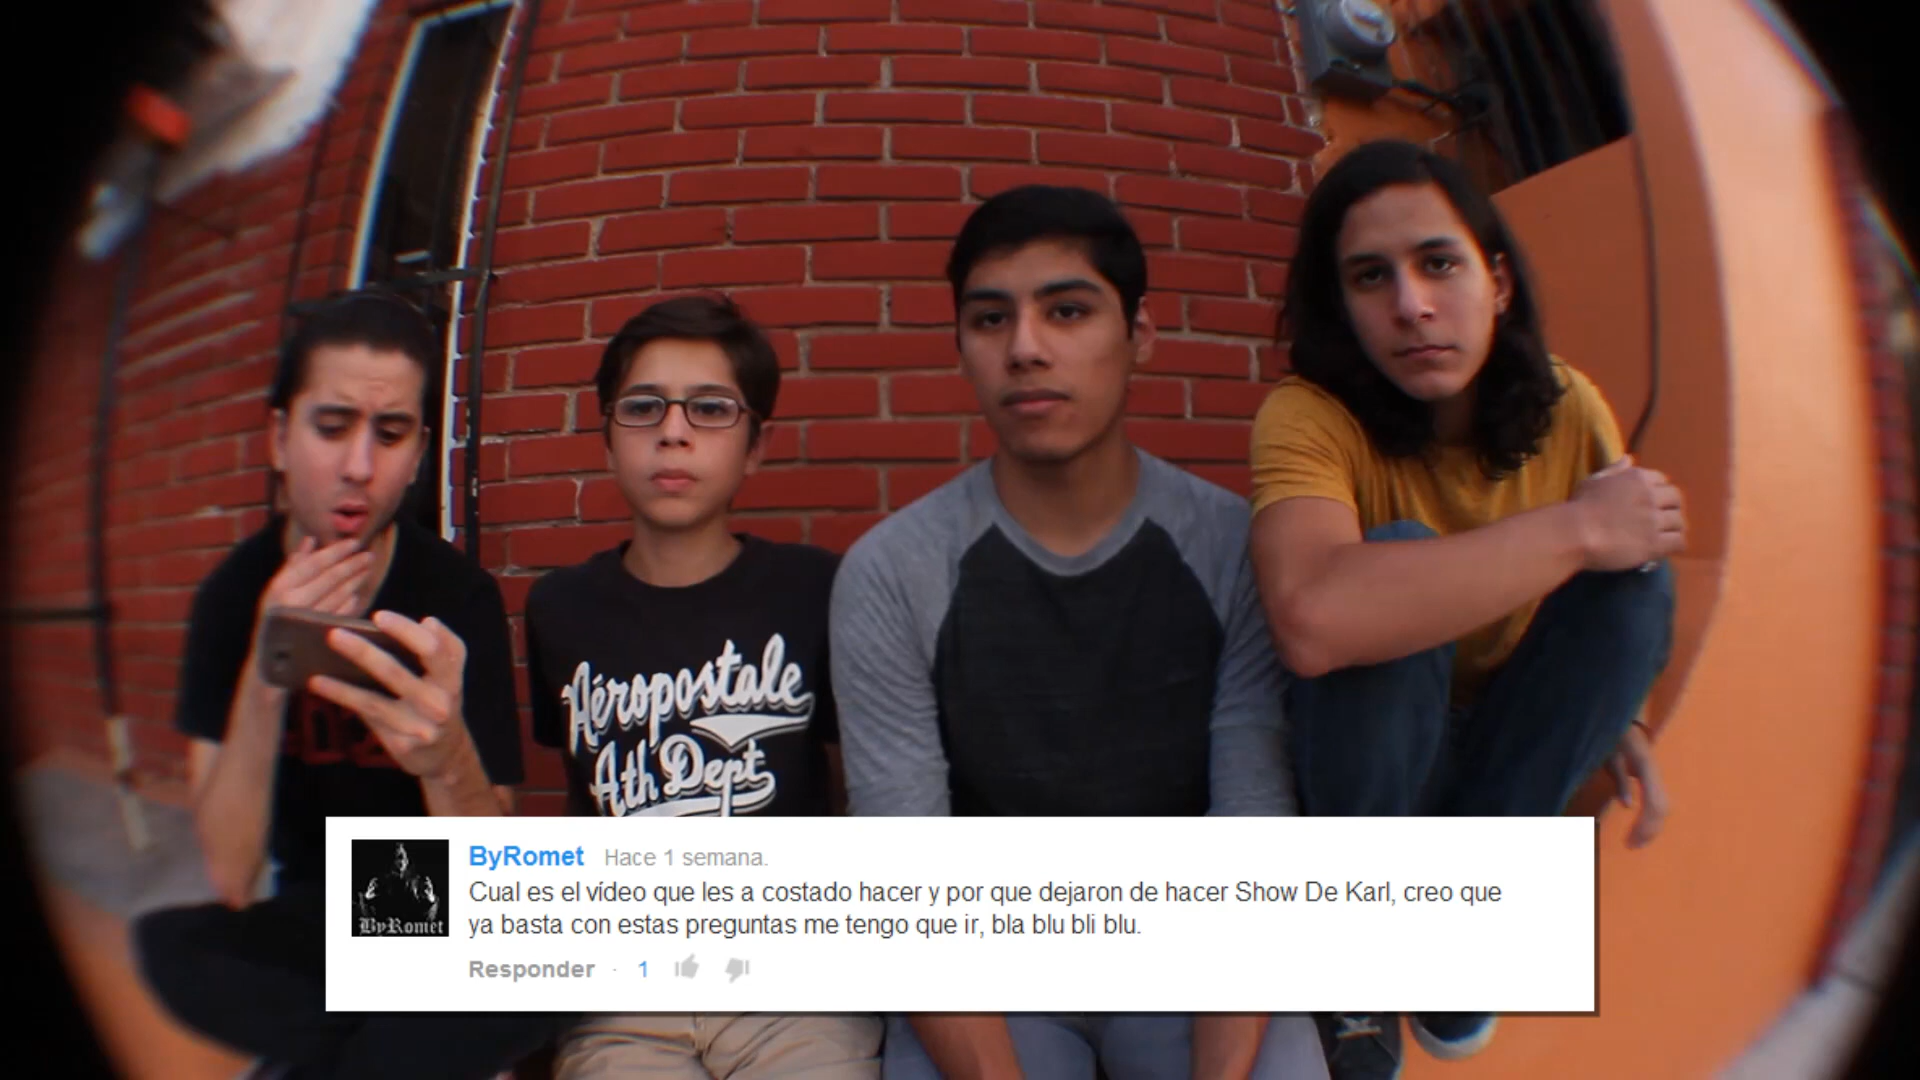 Aéropostale
Ath Dept
ByRomet Hace 1 semana.
Cual es el vídeo que les a costado hacer y por que dejaron de hacer Show De Karl, creo que
ya basta con estas preguntas me tengo que ir, bla blu bli blu.
ByRomet
Responder · 1